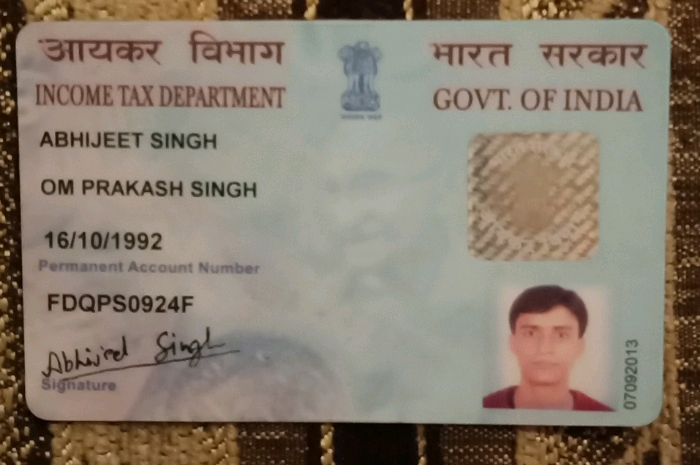 आयकर विभाग
INCOME TAX DEPARTMENT
भारत सरकार
GOVT. OF INDIA
ABHIJEET SINGH
OM PRAKASH SINGH
16/10/1992
Permanent Account Number
FDQPS0924F
Abhijeet Singh
Signature
07092013